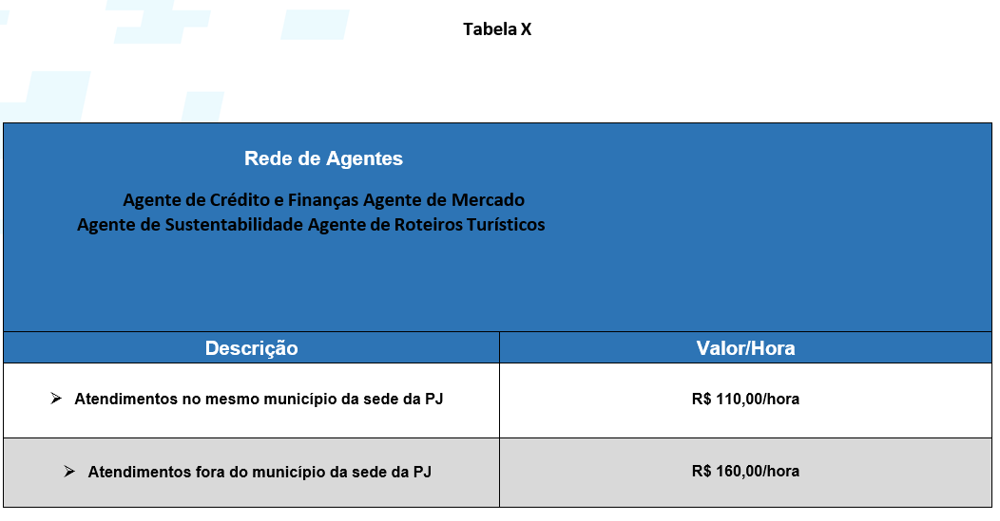 Tabela X
Rede de Agentes
Agente de Crédito e Finanças Agente de Mercado
Agente de Sustentabilidade Agente de Roteiros Turísticos
Descrição
Valor/Hora
➢ Atendimentos no mesmo município da sede da PJ
R$ 110,00/hora
➢ Atendimentos fora do município da sede da PJ
R$ 160,00/hora